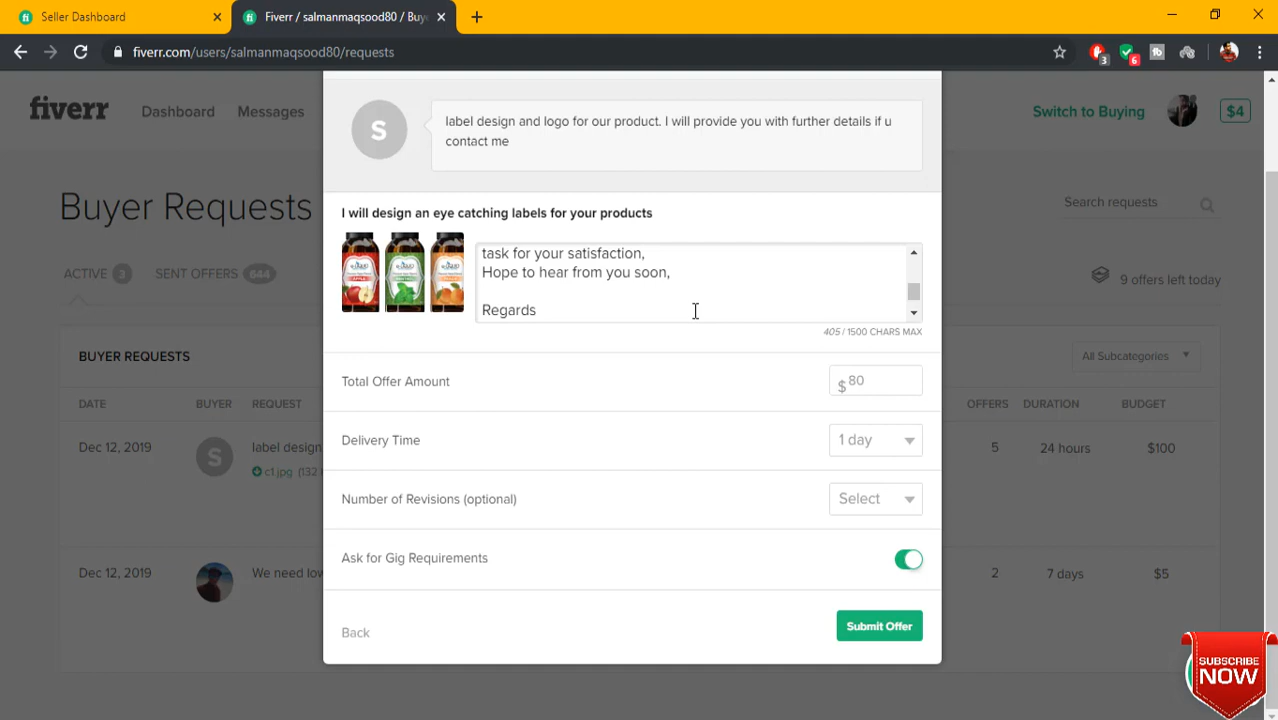 Seller Dashboard
Fiverr / salmanmaqsood80 / Buy
fiverr.com/users/salmanmaqsood80/requests
3
6
fiverr
Dashboard
Messages
Switch to Buying
$4
S
label design and logo for our product. I will provide you with further details if u
contact me
Buyer Requests
Search requests
I will design an eye catching labels for your products
task for your satisfaction,
Hope to hear from you soon,
Regards
405 / 1500 CHARS MAX
ACTIVE 2
SENT OFFERS 644
9 offers left today
BUYER REQUESTS
All Subcategories
Total Offer Amount
$ 80
DATE
BUYER
REQUEST
OFFERS
DURATION
BUDGET
Delivery Time
1 day
Dec 12, 2019
S
label design
c1.jpg (132
5
24 hours
$100
Number of Revisions (optional)
Select
Ask for Gig Requirements
Dec 12, 2019
We need lov
2
7 days
$5
Back
Submit Offer
SUBSCRIBE
NOW